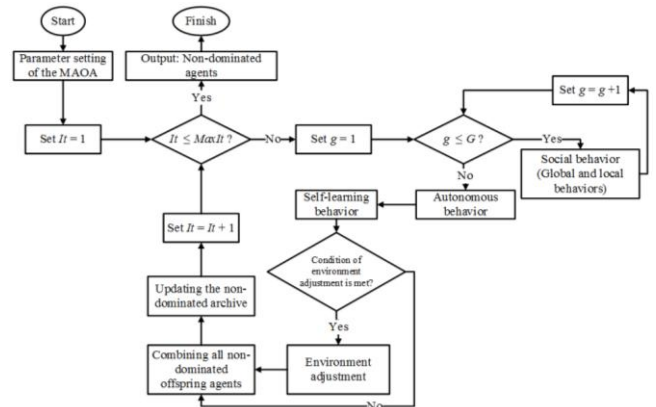 Start
Finish
Parameter setting
of the MAOA
Output: Non-dominated
agents
Yes
Set g = g +1
Set It = 1
It ≤ MaxIt ?
No
Set g = 1
g ≤ G ?
Yes
Social behavior
(Global and local
behaviors)
No
Self-learning
behavior
Autonomous
behavior
Set It = It + 1
Condition of
environment
adjustment is met?
Updating the non-
dominated archive
Yes
Combining all non-
dominated
offspring agents
Environment
adjustment
No